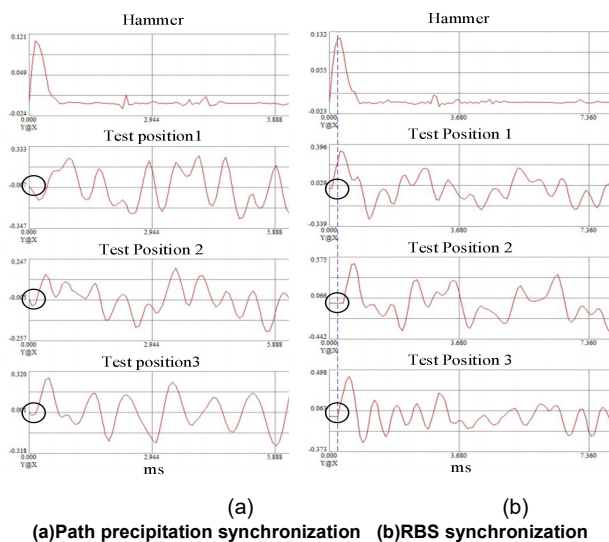 Hammer
0.121
0.049
-0.024
Y@X
0.000
2.944
5.888
Test position1
0.333
-0.347
Y@X
0.000
2.944
5.888
Test Position 2
0.247
-0.257
Y@X
0.000
2.944
5.888
Test position3
0.320
0.001
-0.318
Y@X
0.000
2.944
5.888
ms
(a)
Hammer
0.132
0.055
-0.023
Y@X
0.000
3.680
7.360
Test Position 1
0.396
0.029
-0.339
Y@X
0.000
3.680
7.360
Test Position 2
0.575
0.066
-0.442
Y@X
0.000
3.680
7.360
Test Position 3
0.498
0.063
-0.373
Y@X
0.000
3.680
7.360
ms
(b)
(a)Path precipitation synchronization (b)RBS synchronization